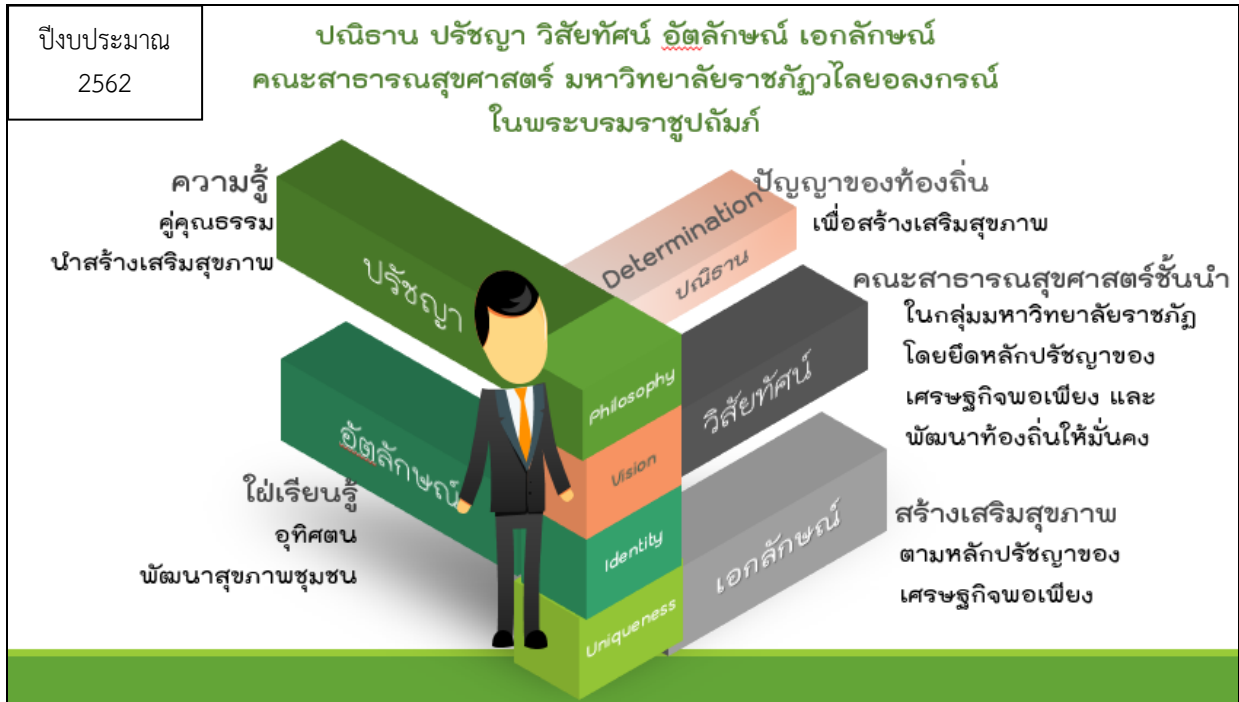 ปีงบประมาณ
2562
ปณิธาน ปรัชญา วิสัยทัศน์ อัตลักษณ์ เอกลักษณ์
คณะสาธารณสุขศาสตร์ มหาวิทยาลัยราชภัฏวไลยอลงกรณ์
ในพระบรมราชูปถัมภ์
ความรู้
คู่คุณธรรม
นำสร้างเสริมสุขภาพ
ปรัชญา
Determination
ปณิธาน
ปัญญาของท้องถิ่น
เพื่อสร้างเสริมสุขภาพ
คณะสาธารณสุขศาสตร์ชั้นนำ
ในกลุ่มมหาวิทยาลัยราชภัฏ
โดยยึดหลักปรัชญาของ
เศรษฐกิจพอเพียง และ
พัฒนาท้องถิ่นให้มั่นคง
วิสัยทัศน์
Philosophy
Vision
Identity
Uniqueness
อัตลักษณ์
ใฝ่เรียนรู้
อุทิศตน
พัฒนาสุขภาพชุมชน
เอกลักษณ์
สร้างเสริมสุขภาพ
ตามหลักปรัชญาของ
เศรษฐกิจพอเพียง